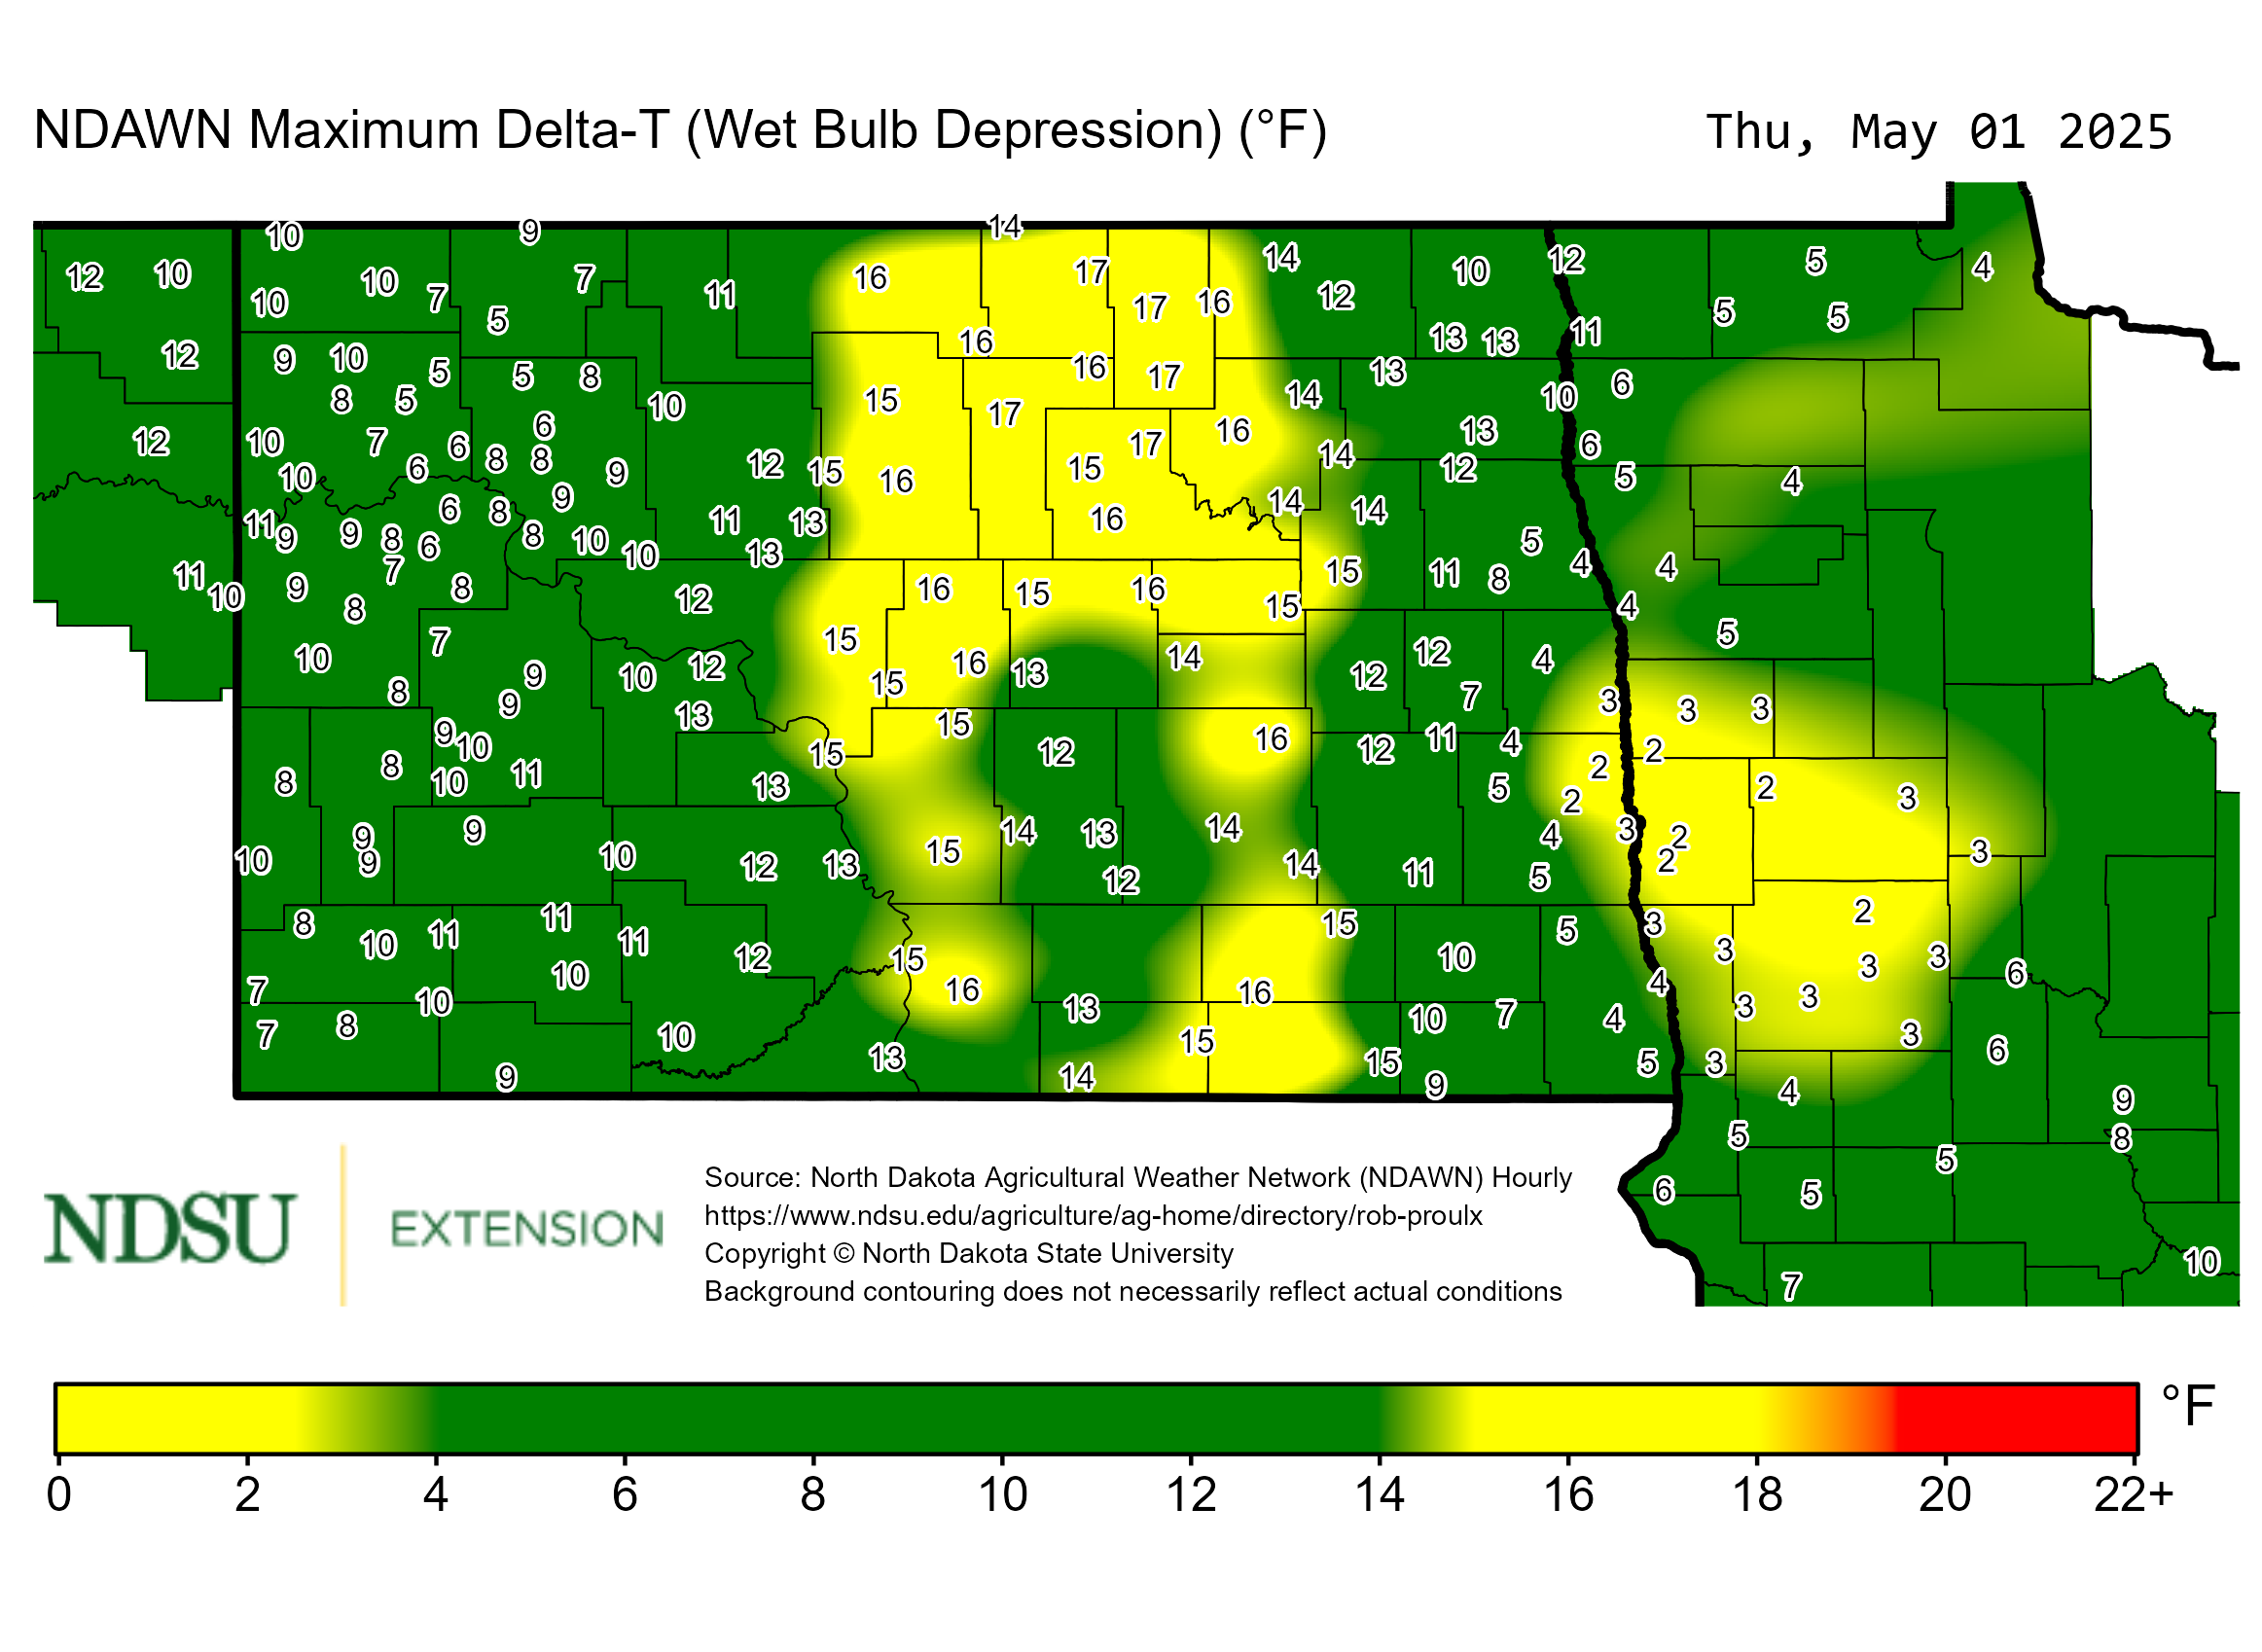 NDAWN Maximum Delta-T (Wet Bulb Depression) (°F)
Thu, May 01 2025
10 9 14
12 10 10 7 7 11 16 17 14 10 12 5 4
10 5 17 16 12 5 5
12 9 10 5 5 8 16 16 17 13 13 13 11
8 5 10 15 17 14 10 6
12 10 7 6 6 8 8 17 16 13 6
10 6 9 12 15 16 15 14 12 5 4
11 6 8 9 11 13 16 14 14
9 9 8 6 8 10 10 13 5
11 10 9 7 8 12 16 15 16 15 15 11 8 4 4
8 7 15 15 4 5
10 8 9 10 12 15 16 13 14 12 12 7 4 3 3 3
9 9 10 13 15 15 16 12 11 4 2
8 8 10 11 13 12 5 2 2 2 3
10 9 9 9 10 12 13 15 14 13 14 14 4 3 2 3
12 11 5 2
8 10 11 11 11 12 15 15 10 5 3 3 2 3 3
7 10 10 16 16 4 3 3 6
7 8 10 13 13 15 10 7 4 3 6
9 14 15 9 5 3 4 9
5 8
5
6 5
10
7
NDSU
EXTENSION
Source: North Dakota Agricultural Weather Network (NDAWN) Hourly
https://www.ndsu.edu/agriculture/ag-home/directory/rob-proulx
Copyright © North Dakota State University
Background contouring does not necessarily reflect actual conditions
°F
0 2 4 6 8 10 12 14 16 18 20 22+